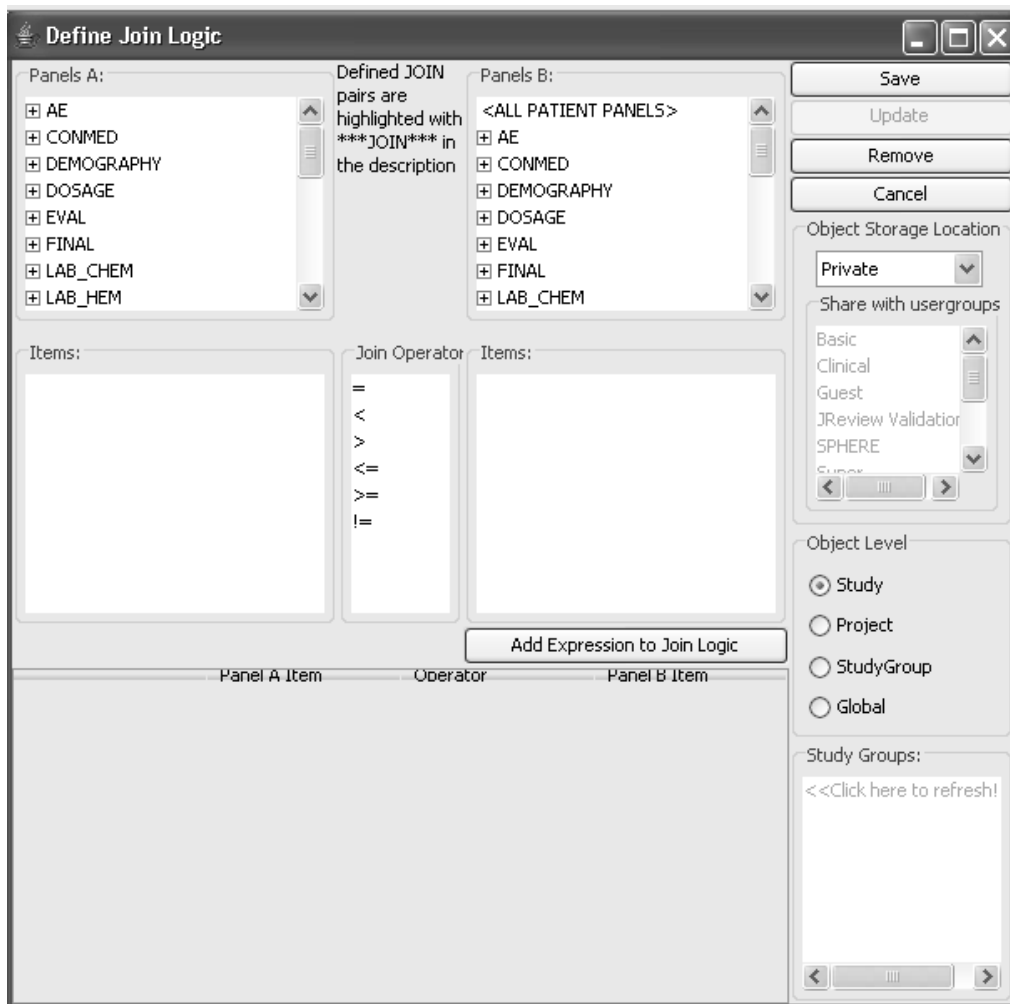 Define Join Logic
Panels A:
AE
CONMED
DEMOGRAPHY
DOSAGE
EVAL
FINAL
LAB_CHEM
LAB_HEM
Defined JOIN
pairs are
highlighted with
***JOIN*** in
the description
Panels B:
<ALL PATIENT PANELS>
AE
CONMED
DEMOGRAPHY
DOSAGE
EVAL
FINAL
LAB_CHEM
Save
Update
Remove
Cancel
Object Storage Location
Private
Share with usergroups
Basic
Clinical
Guest
JReview Validation
SPHERE
Super
Items:
Join Operator
=
<
>
<=
>=
!=
Items:
Add Expression to Join Logic
Panel A Item Operator Panel B Item
Object Level
Study
Project
StudyGroup
Global
Study Groups:
<<Click here to refresh!